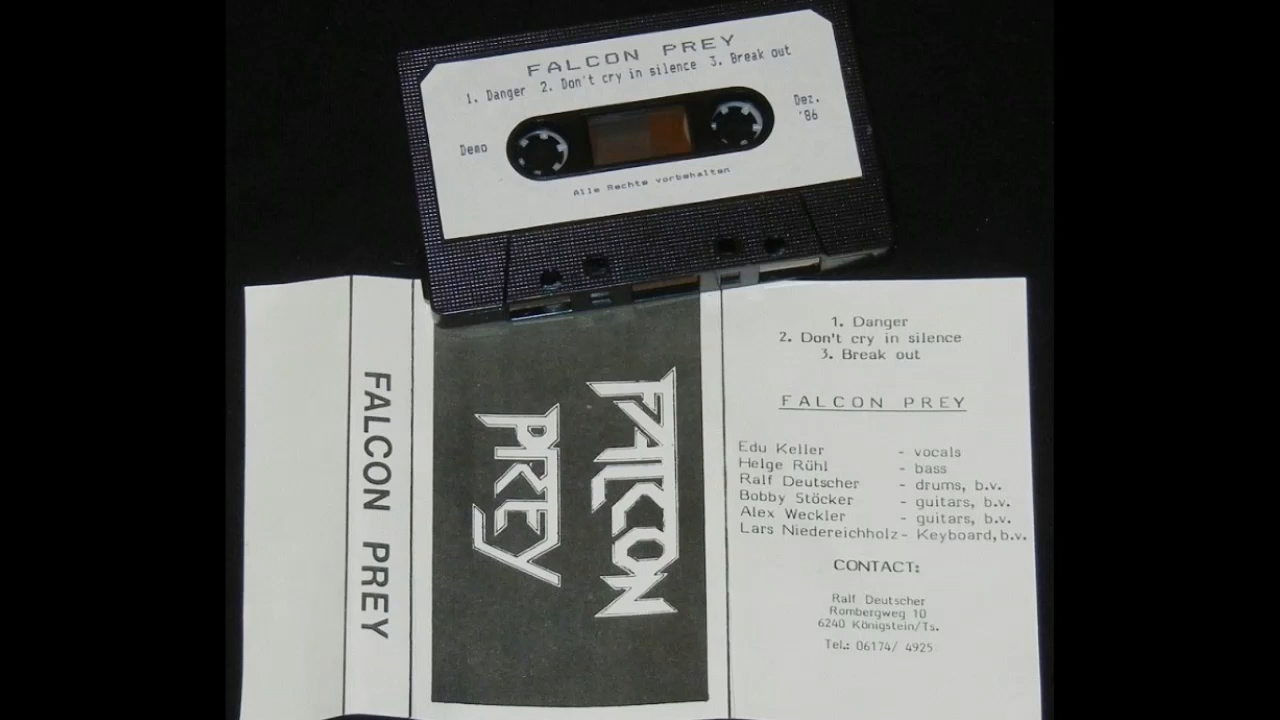 FALCON PREY
1. Danger 2. Don't cry in silence 3. Break out
Demo
Dez.
'86
Alle Rechte vorbehalten
FALCON PREY
FALCON
PREY
1. Danger
2. Don't cry in silence
3. Break out
FALCON PREY
Edu Keller - vocals
Helge Rühl - bass
Ralf Deutscher - drums, b.v.
Bobby Stöcker - guitars, b.v.
Alex Weckler - guitars, b.v.
Lars Niedereichholz - Keyboard, b.v.
CONTACT:
Ralf Deutscher
Rombergweg 10
6240 Königstein/Ts.
Tel.: 06174/ 4925